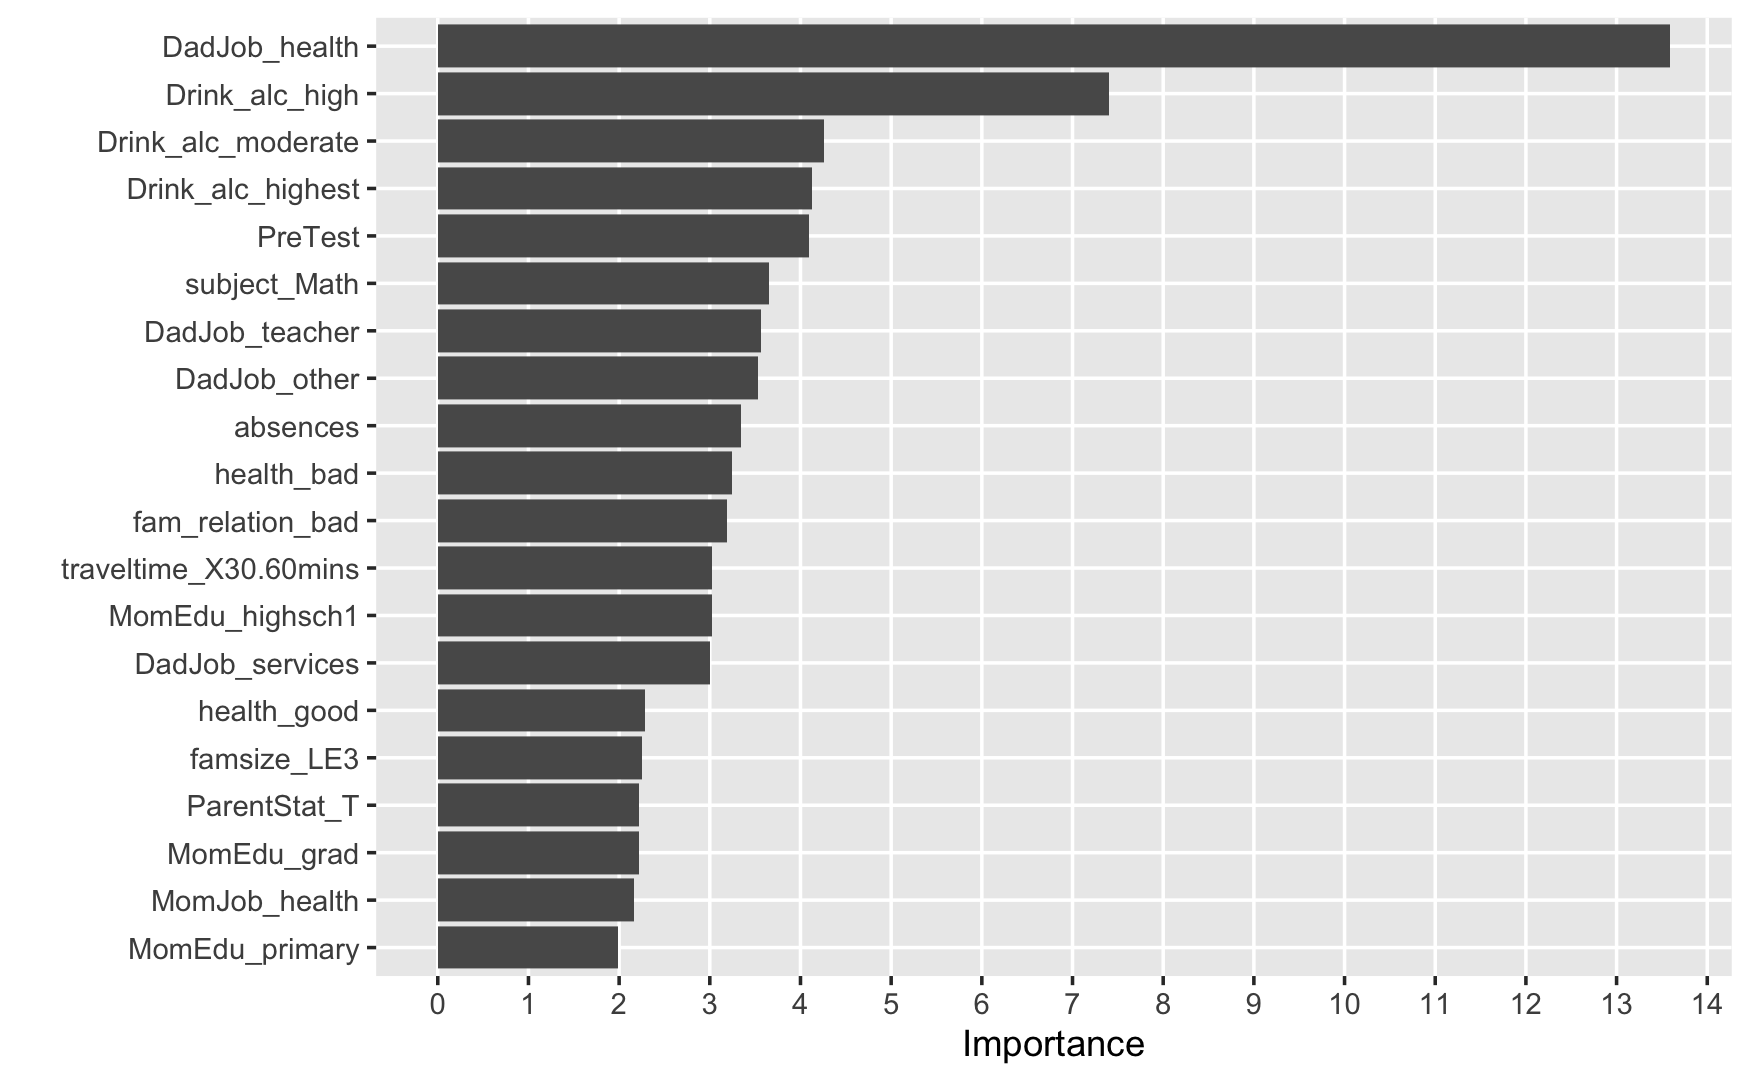 DadJob_health
Drink_alc_high
Drink_alc_moderate
Drink_alc_highest
PreTest
subject_Math
DadJob_teacher
DadJob_other
absences
health_bad
fam_relation_bad
traveltime_X30.60mins
MomEdu_highsch1
DadJob_services
health_good
famsize_LE3
ParentStat_T
MomEdu_grad
MomJob_health
MomEdu_primary
0 1 2 3 4 5 6 7 8 9 10 11 12 13 14
Importance